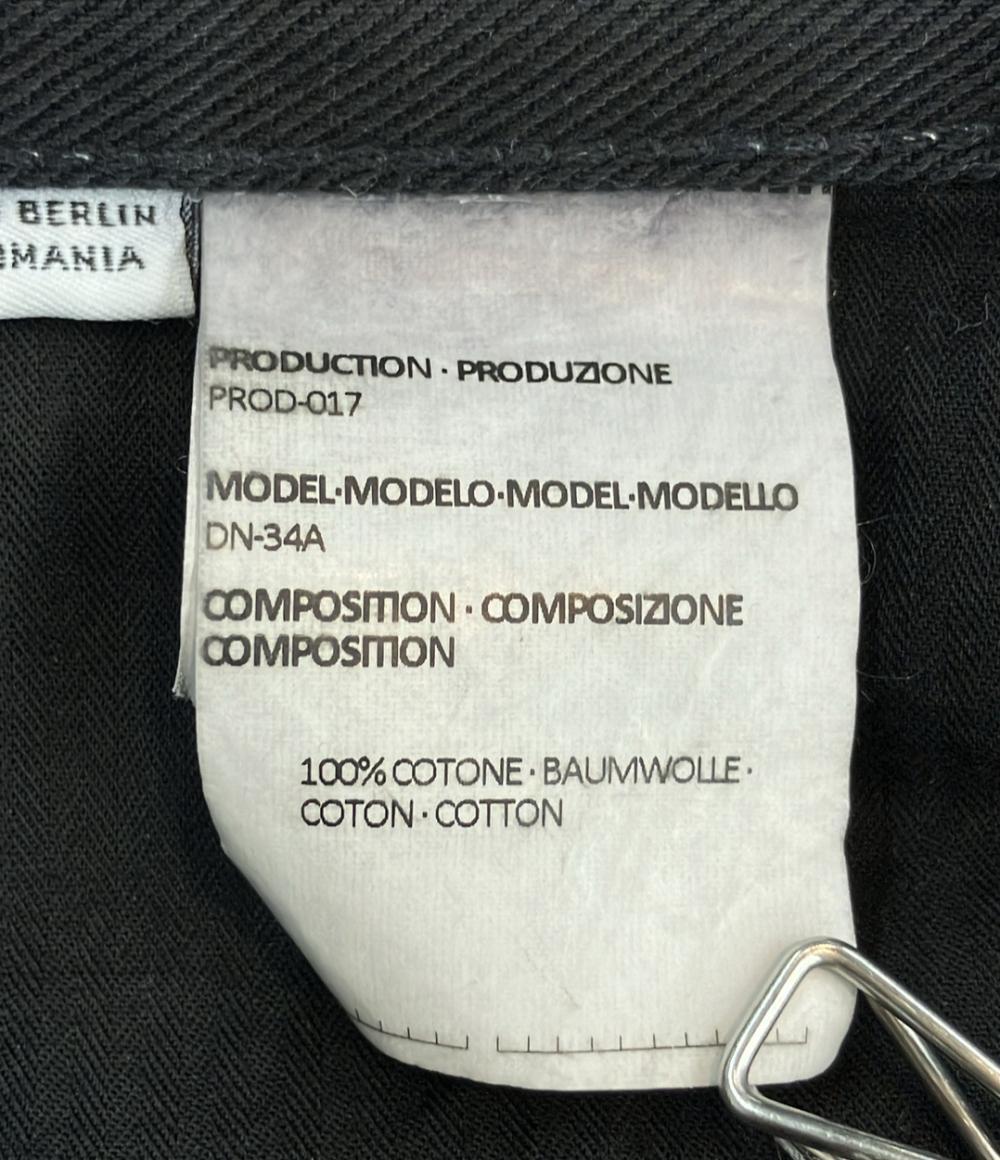 BERLIN
PRODUCTION · PRODUZIONE
PROD-017
MODEL·MODELO·MODEL·MODELLO
DN-34A
COMPOSITION · COMPOSIZIONE
COMPOSITION
100% COTONE · BAUMWOLLE ·
COTON · COTTON